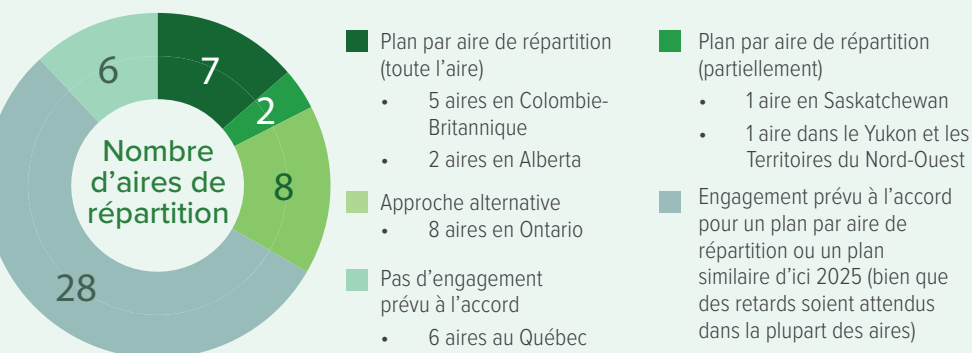 6
7
2
8
28
Nombre
d'aires de
répartition
Plan par aire de répartition
(toute l'aire)
• 5 aires en Colombie-
Britannique
• 2 aires en Alberta
Approche alternative
• 8 aires en Ontario
Pas d'engagement
prévu à l'accord
• 6 aires au Québec
Plan par aire de répartition
(partiellement)
• 1 aire en Saskatchewan
• 1 aire dans le Yukon et les
Territoires du Nord-Ouest
Engagement prévu à l'accord
pour un plan par aire de
répartition ou un plan
similaire d'ici 2025 (bien que
des retards soient attendus
dans la plupart des aires)